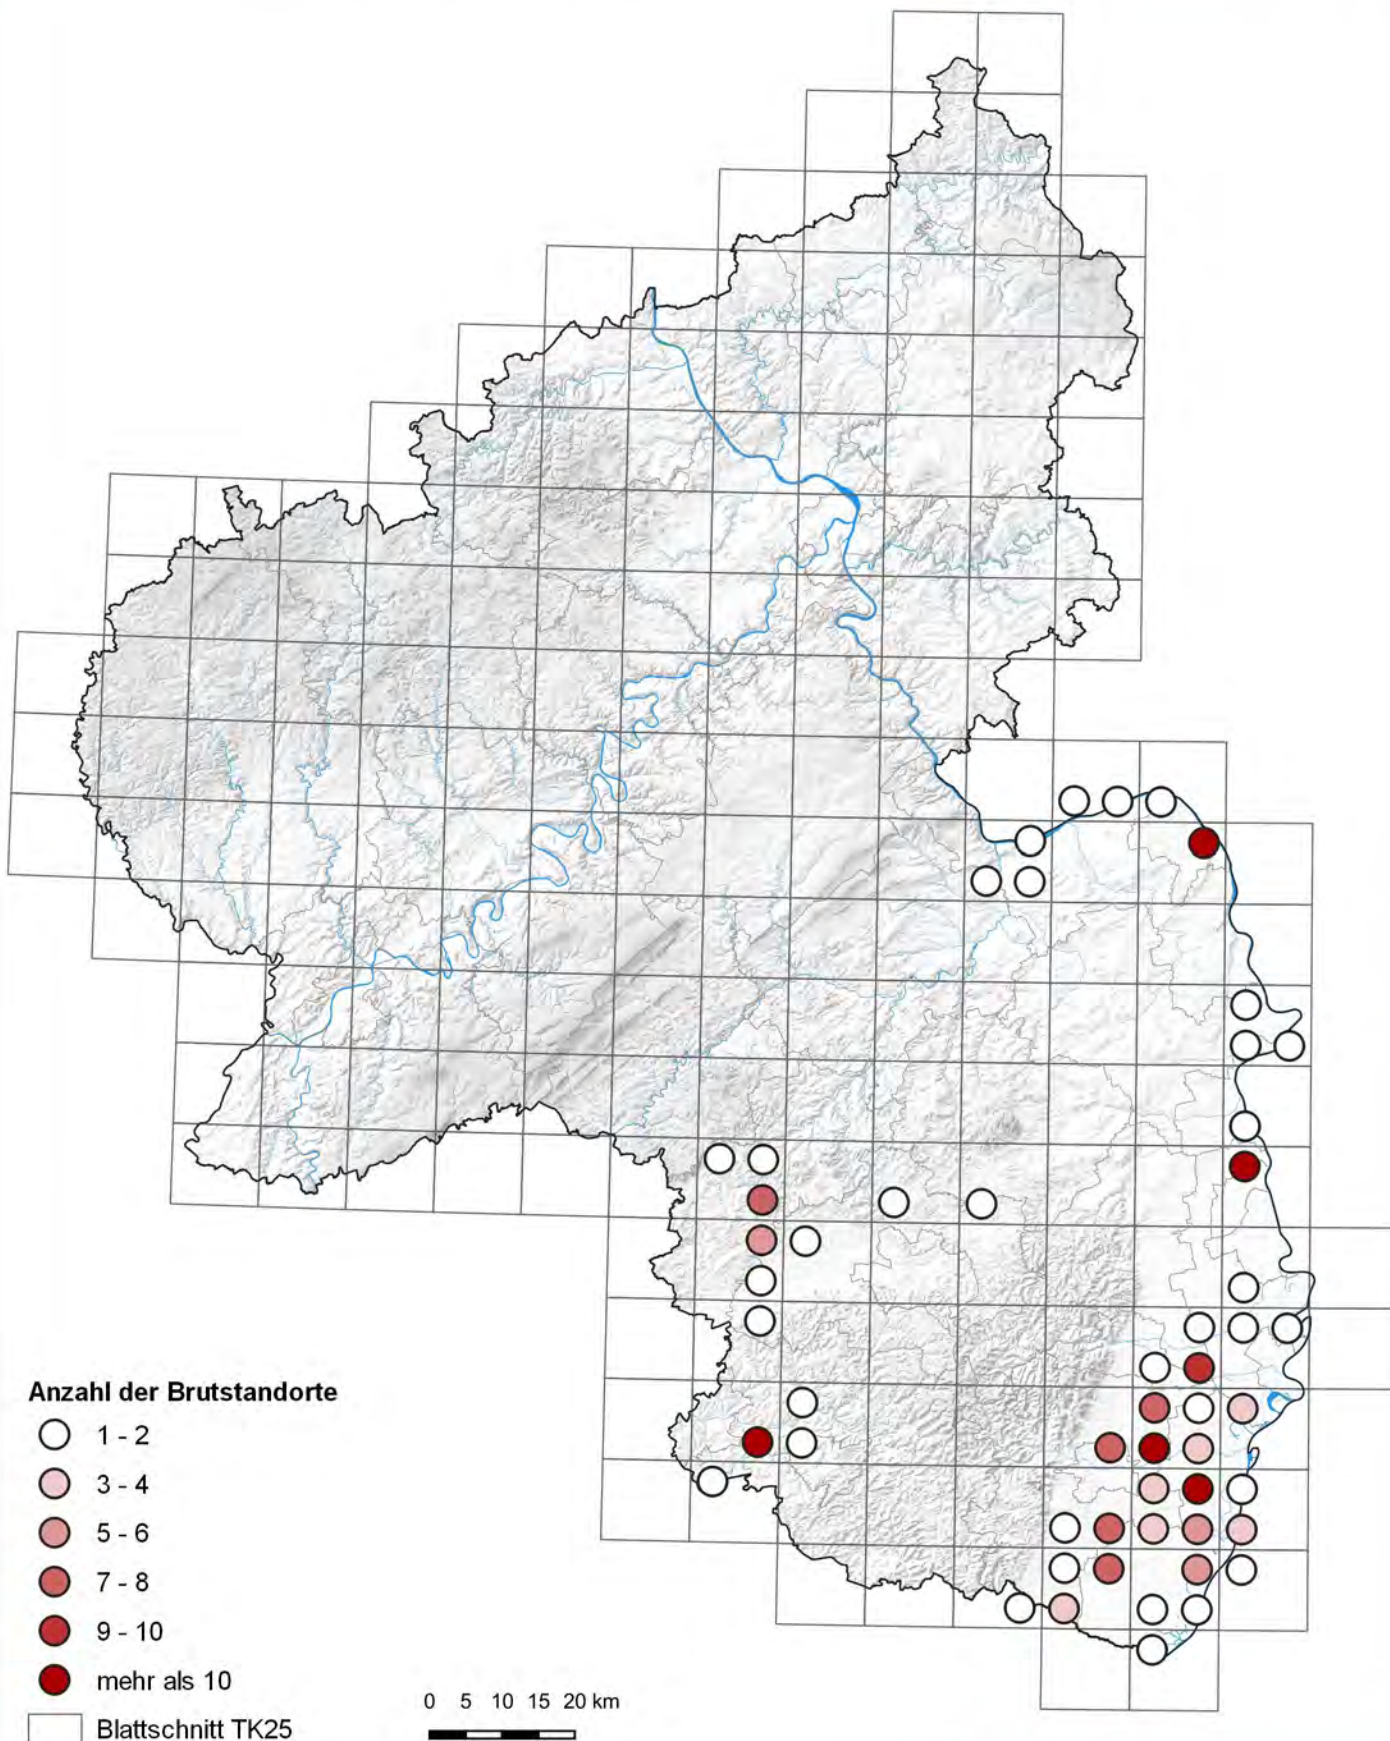 Anzahl der Brutstandorte
1 - 2
3 - 4
5 - 6
7 - 8
9 - 10
mehr als 10
Blattschnitt TK25
0 5 10 15 20 km